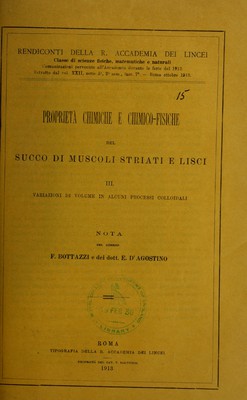 RENDICONTI DELLA R. ACCADEMIA DEI LINCEI
Classe di scienze fisiche, matematiche e naturali
Estratto dal vol. XXII, serie 5ª, 2º sem., fasc. 7º. — Roma ottobre 1913.
15
PROPRIETÀ CHIMICHE E CHIMICO-FISICHE
DEL
SUCCO DI MUSCOLI STRIATI E LISCI
III.
VARIAZIONI DI VOLUME IN ALCUNI PROCESSI COLLOIDALI
NOTA
F. BOTTAZZI e del dott. E. D'AGOSTINO
LIBRARY
ROMA
TIPOGRAFIA DELLA R. ACCADEMIA DEI LINCEI
1913